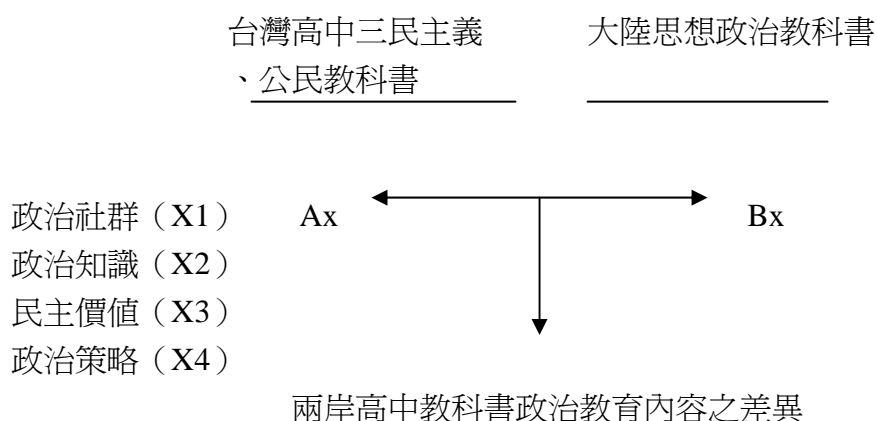 台灣高中三民主義 大陸思想政治教科書
、公民教科書
政治社群（X1） Ax Bx
政治知識（X2）
民主價值（X3）
政治策略（X4）
兩岸高中教科書政治教育內容之差異